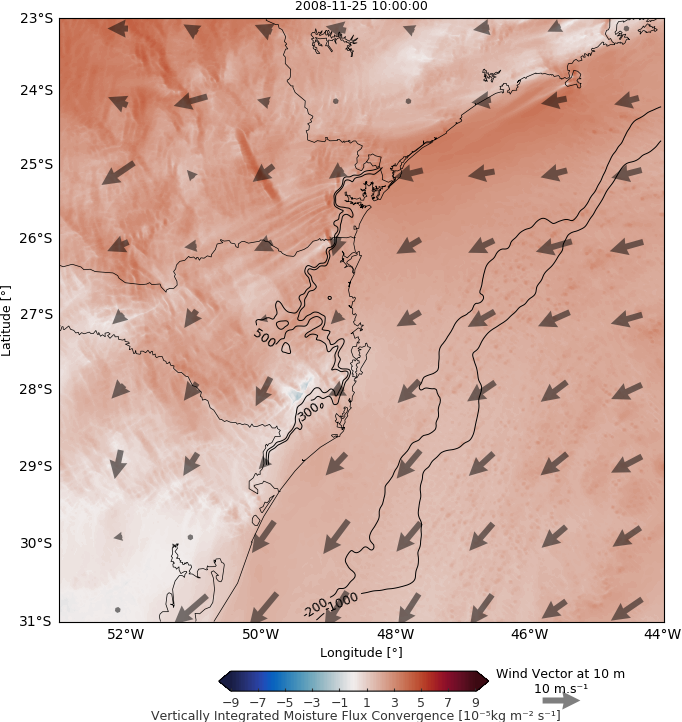 2008-11-25 10:00:00
23°S
24°S
25°S
26°S
27°S
28°S
29°S
30°S
31°S
Latitude [°]
500
300
-200
-1000
52°W 50°W 48°W 46°W 44°W
Longitude [°]
−9 −7 −5 −3 −1 1 3 5 7 9
Wind Vector at 10 m
10 m.s⁻¹
Vertically Integrated Moisture Flux Convergence [10⁻⁵kg m⁻² s⁻¹]